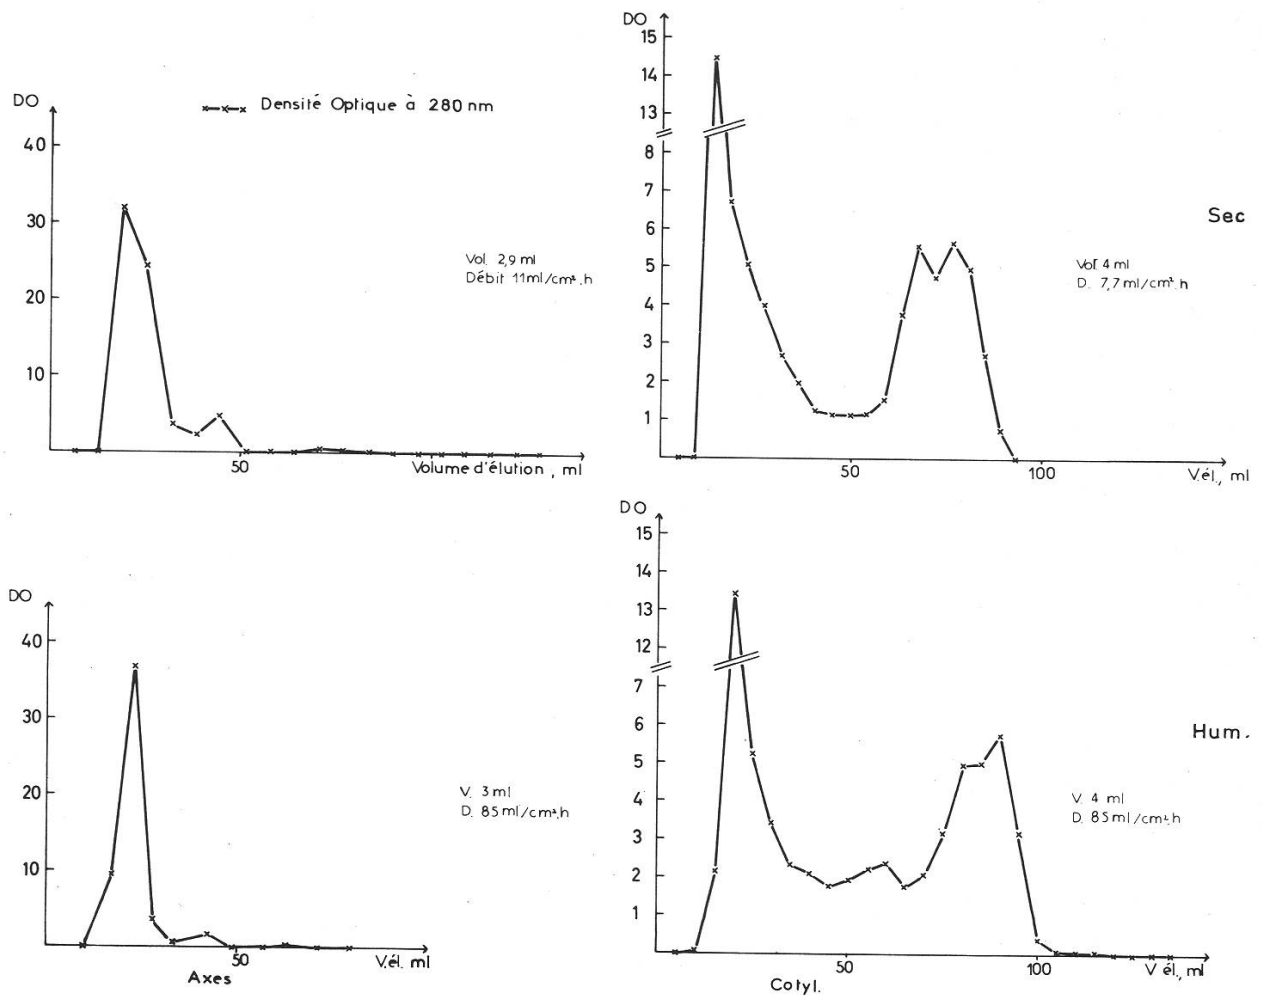 DO
Densité Optique à 280 nm
40
30
20
10
Vol. 2,9 ml
Débit 11ml/cm². h
50
Volume d'élution , ml
DO
15
14
13
8
7
6
5
4
3
2
1
Sec
Vol 4 ml
D. 7,7 ml/cm². h
50
100
V.él., ml
DO
40
30
20
10
V. 3 ml
D. 85 ml/cm².h
50
V.él. ml
Axes
DO
15
14
13
12
7
6
5
4
3
2
1
Hum.
V. 4 ml
D. 85 ml/cm².h
50
100
V él., ml
Cotyl.